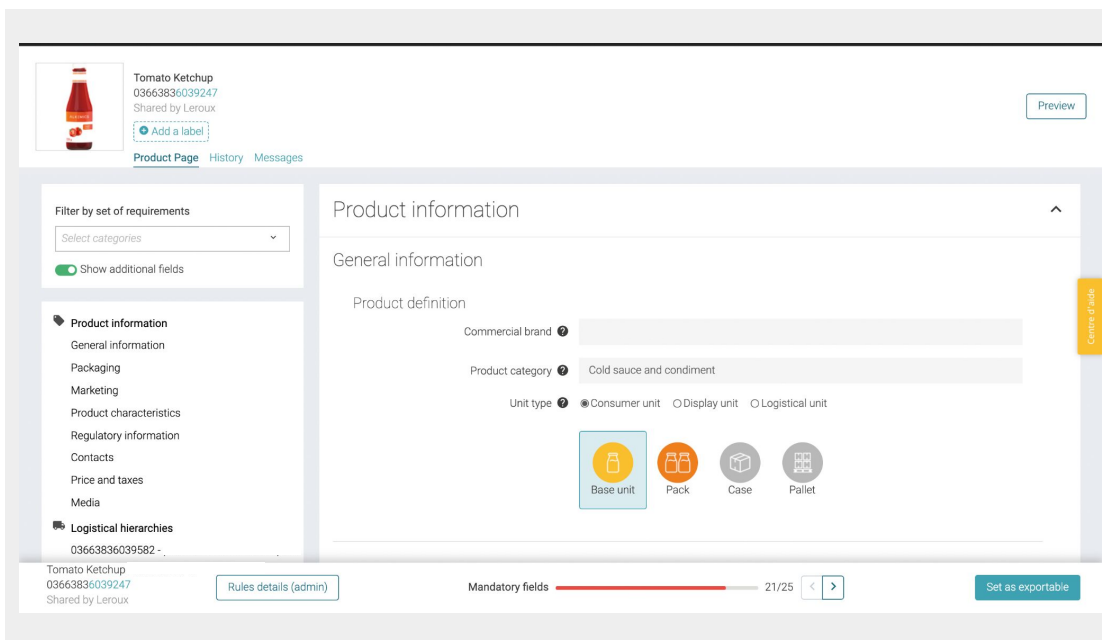 Tomato Ketchup
03663836039247
Shared by Leroux
Add a label
Product Page History Messages
Preview
Filter by set of requirements
Select categories
Show additional fields
Product information
General information
Packaging
Marketing
Product characteristics
Regulatory information
Contacts
Price and taxes
Media
Logistical hierarchies
03663836039582 -
Product information
General information
Product definition
Commercial brand
Product category Cold sauce and condiment
Unit type Consumer unit Display unit Logistical unit
Base unit Pack Case Pallet
Centre d'aide
Tomato Ketchup
03663836039247
Shared by Leroux
Rules details (admin)
Mandatory fields 21/25
Set as exportable